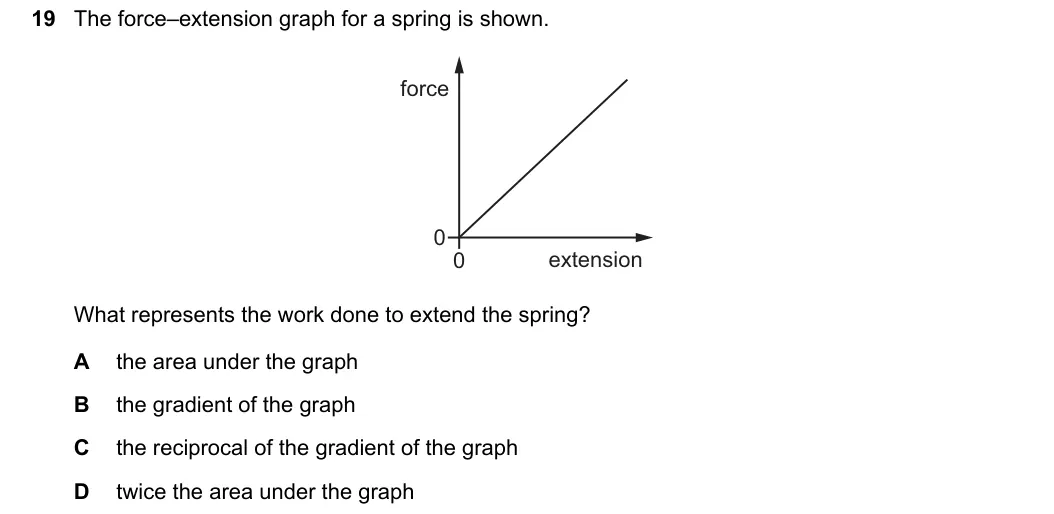 19 The force–extension graph for a spring is shown.
force
0
0
extension
What represents the work done to extend the spring?
A the area under the graph
B the gradient of the graph
C the reciprocal of the gradient of the graph
D twice the area under the graph